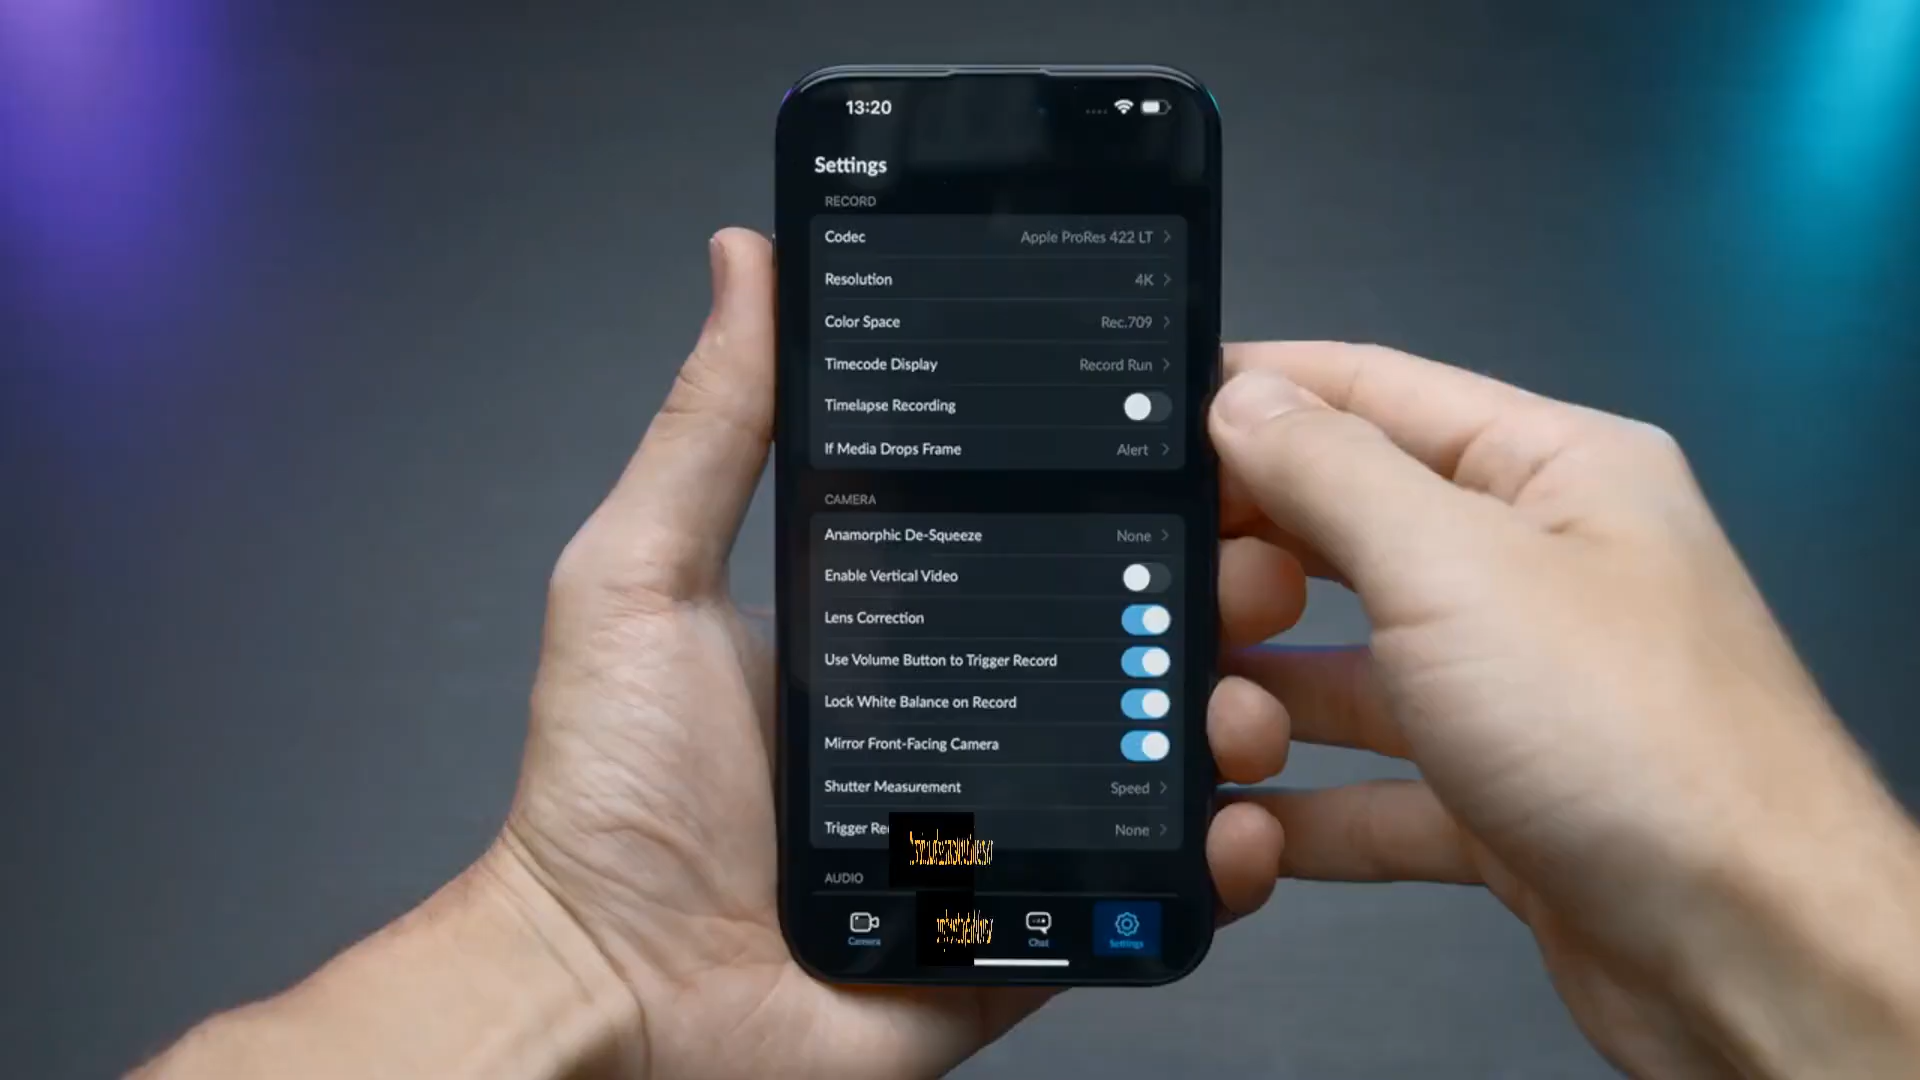 13:20
Settings
RECORD
Codec Apple ProRes 422 LT
Resolution 4K
Color Space Rec.709
Timecode Display Record Run
Timelapse Recording
If Media Drops Frame Alert
CAMERA
Anamorphic De-Squeeze None
Enable Vertical Video
Lens Correction
Use Volume Button to Trigger Record
Lock White Balance on Record
Mirror Front-Facing Camera
Shutter Measurement Speed
Trigger None
AUDIO
Camera Chat Settings